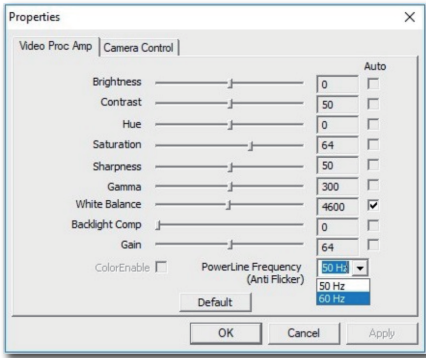 Properties
Video Proc Amp Camera Control
Auto
Brightness 0
Contrast 50
Hue 0
Saturation 64
Sharpness 50
Gamma 300
White Balance 4600
Backlight Comp 0
Gain 64
ColorEnable PowerLine Frequency (Anti Flicker) 50 Hz
50 Hz
60 Hz
Default
OK Cancel Apply